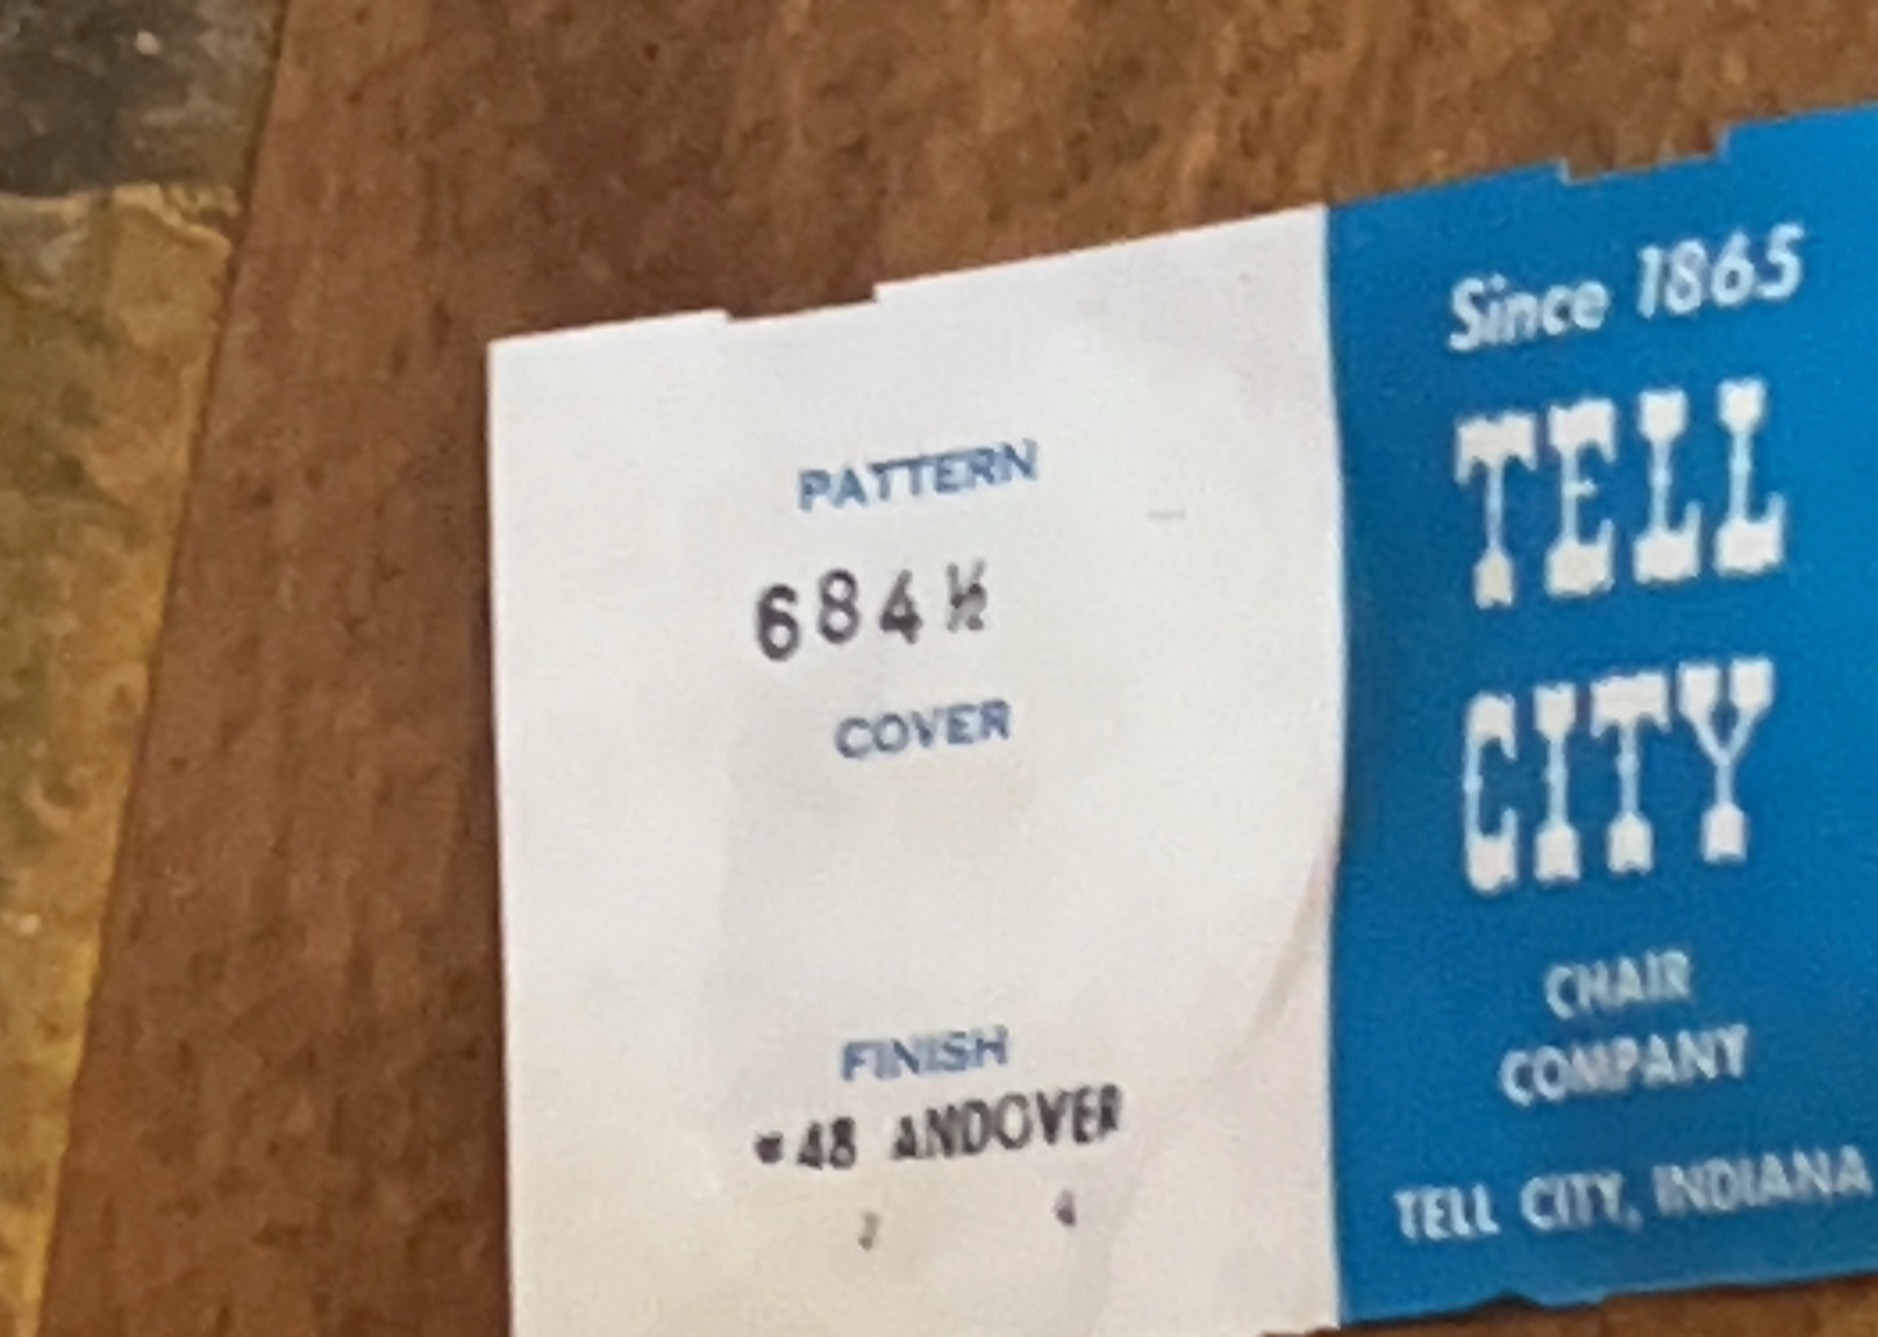 PATTERN
684½
COVER
FINISH
48 ANDOVER
Since 1865
TELL
CITY
CHAIR
COMPANY
TELL CITY, INDIANA